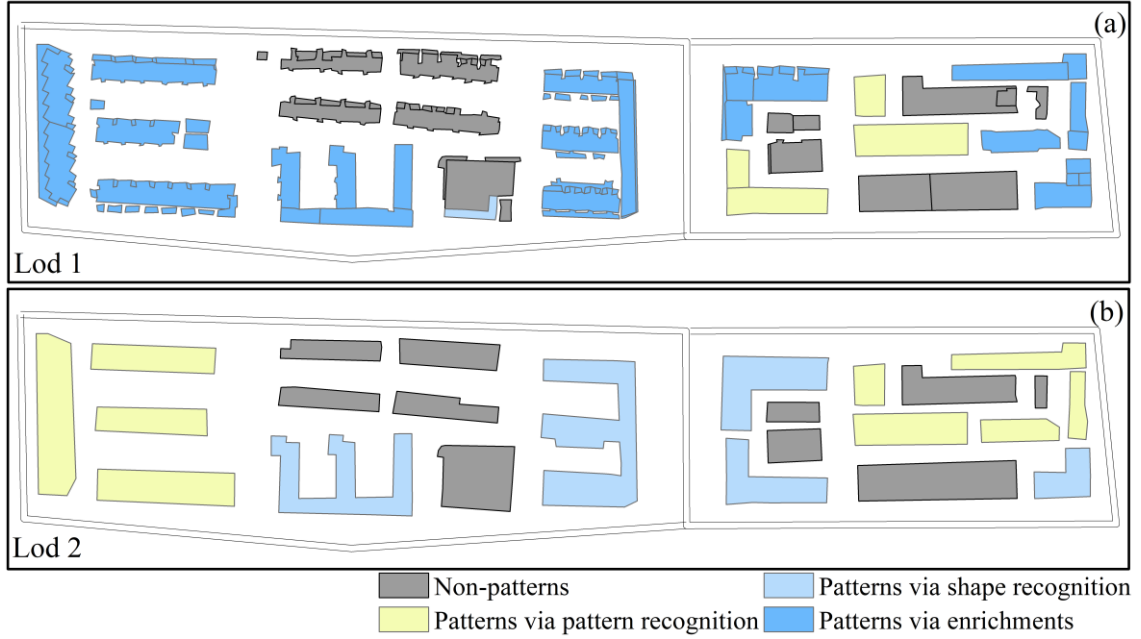 (a)
Lod 1
(b)
Lod 2
Non-patterns
Patterns via shape recognition
Patterns via pattern recognition
Patterns via enrichments